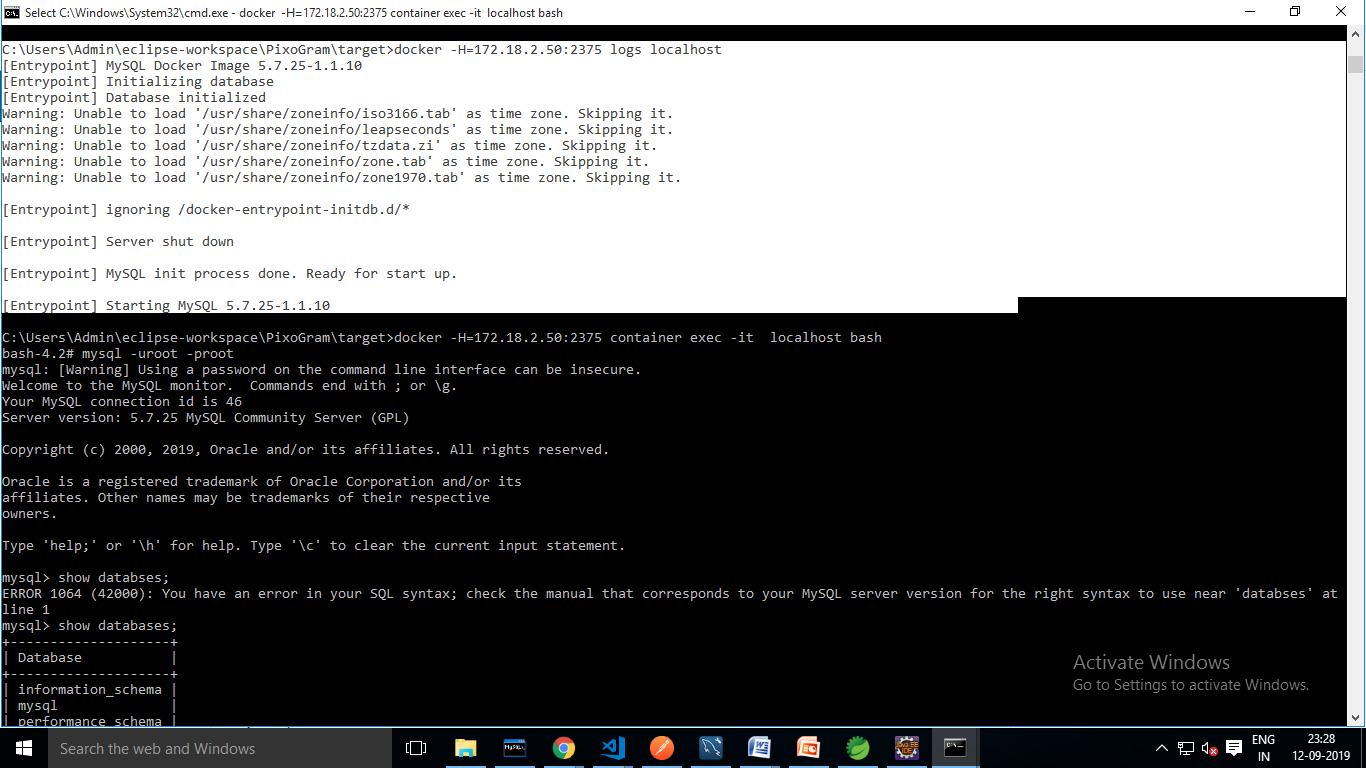 Select C:\Windows\System32\cmd.exe - docker  -H=172.18.2.50:2375 container exec -it  localhost bash
C:\Users\Admin\eclipse-workspace\PixoGram\target>docker -H=172.18.2.50:2375 logs localhost
[Entrypoint] MySQL Docker Image 5.7.25-1.1.10
[Entrypoint] Initializing database
[Entrypoint] Database initialized
Warning: Unable to load '/usr/share/zoneinfo/iso3166.tab' as time zone. Skipping it.
Warning: Unable to load '/usr/share/zoneinfo/leapseconds' as time zone. Skipping it.
Warning: Unable to load '/usr/share/zoneinfo/tzdata.zi' as time zone. Skipping it.
Warning: Unable to load '/usr/share/zoneinfo/zone.tab' as time zone. Skipping it.
Warning: Unable to load '/usr/share/zoneinfo/zone1970.tab' as time zone. Skipping it.
[Entrypoint] ignoring /docker-entrypoint-initdb.d/*
[Entrypoint] Server shut down
[Entrypoint] MySQL init process done. Ready for start up.
[Entrypoint] Starting MySQL 5.7.25-1.1.10
C:\Users\Admin\eclipse-workspace\PixoGram\target>docker -H=172.18.2.50:2375 container exec -it  localhost bash
bash-4.2# mysql -uroot -proot
mysql: [Warning] Using a password on the command line interface can be insecure.
Welcome to the MySQL monitor.  Commands end with ; or \g.
Your MySQL connection id is 46
Server version: 5.7.25 MySQL Community Server (GPL)
Copyright (c) 2000, 2019, Oracle and/or its affiliates. All rights reserved.
Oracle is a registered trademark of Oracle Corporation and/or its
affiliates. Other names may be trademarks of their respective
owners.
Type 'help;' or '\h' for help. Type '\c' to clear the current input statement.
mysql> show databses;
ERROR 1064 (42000): You have an error in your SQL syntax; check the manual that corresponds to your MySQL server version for the right syntax to use near 'databses' at
line 1
mysql> show databases;
+--------------------+
| Database           |
+--------------------+
| information_schema |
| mysql              |
| performance_schema |
Activate Windows
Go to Settings to activate Windows.
Search the web and Windows
ENG
IN
23:28
12-09-2019